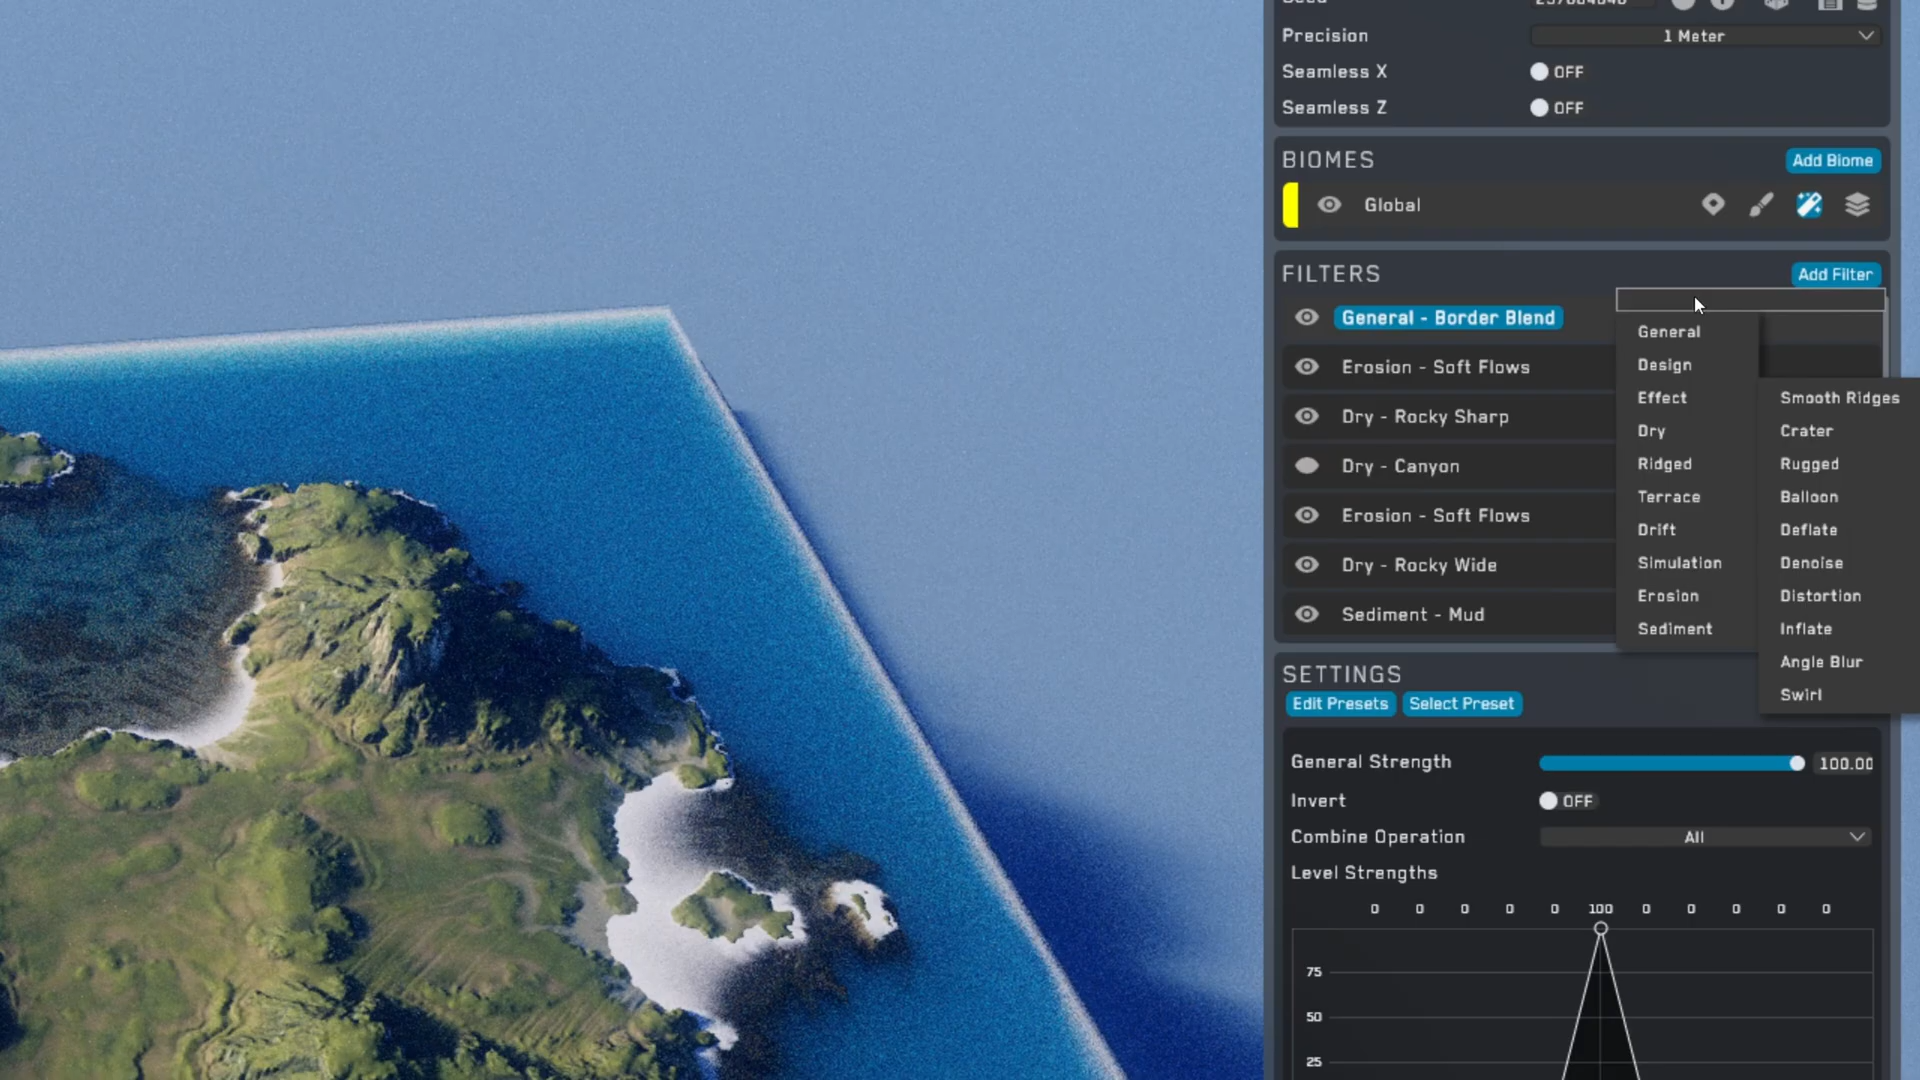 Precision
1 Meter
Seamless X
OFF
Seamless Z
OFF
BIOMES
Add Biome
Global
FILTERS
Add Filter
General - Border Blend
Erosion - Soft Flows
Dry - Rocky Sharp
Dry - Canyon
Erosion - Soft Flows
Dry - Rocky Wide
Sediment - Mud
General
Design
Effect
Dry
Ridged
Terrace
Drift
Simulation
Erosion
Sediment
Smooth Ridges
Crater
Rugged
Balloon
Deflate
Denoise
Distortion
Inflate
Angle Blur
Swirl
SETTINGS
Edit Presets
Select Preset
General Strength
100.00
Invert
OFF
Combine Operation
All
Level Strengths
0 0 0 0 0 100 0 0 0 0 0
75
50
25